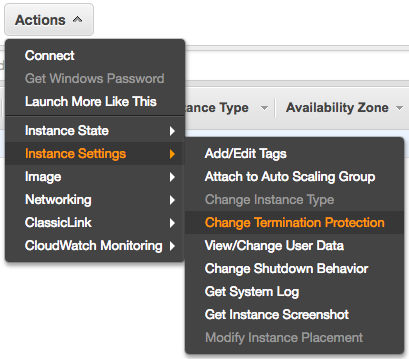 Actions
Connect
Get Windows Password
Launch More Like This
Instance Type
Availability Zone
Instance State
Instance Settings
Image
Networking
ClassicLink
CloudWatch Monitoring
Add/Edit Tags
Attach to Auto Scaling Group
Change Instance Type
Change Termination Protection
View/Change User Data
Change Shutdown Behavior
Get System Log
Get Instance Screenshot
Modify Instance Placement